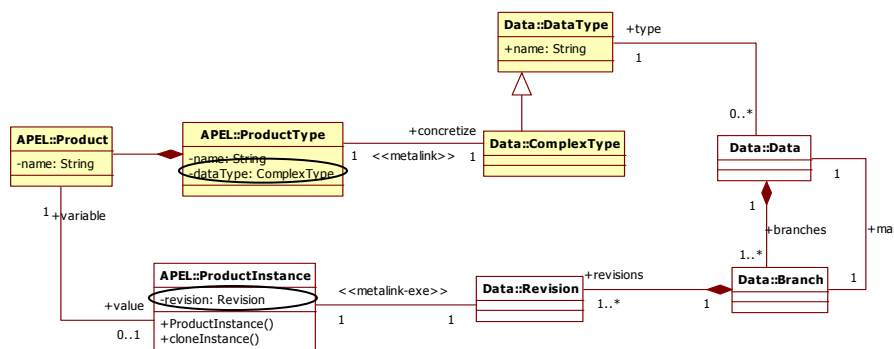 Data::DataType
+name: String
+type
1
0..*
APEL::Product
-name: String
APEL::ProductType
-name: String
-dataType: ComplexType
+concretize
1
<<metalink>>
1
Data::ComplexType
Data::Data
1
1
+branches
+ma
1..*
1
1
+variable
+value
0..1
APEL::ProductInstance
-revision: Revision
+ProductInstance()
+cloneInstance()
<<metalink-exe>>
1
1
Data::Revision
+revisions
1..*
1
Data::Branch